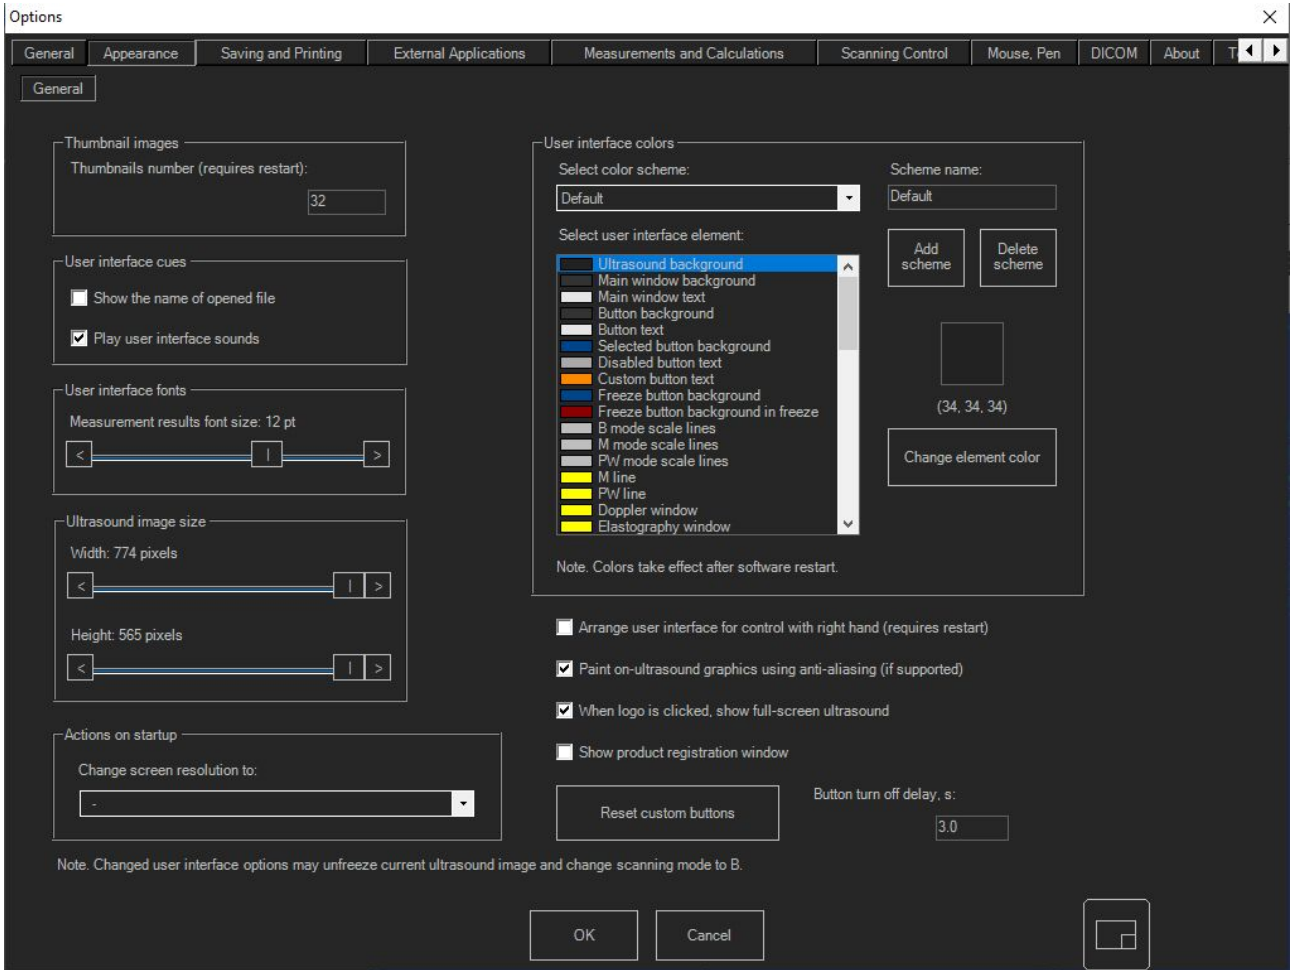 Options
General
Appearance
Saving and Printing
External Applications
Measurements and Calculations
Scanning Control
Mouse, Pen
DICOM
About
General
Thumbnail images
Thumbnails number (requires restart):
32
User interface cues
Show the name of opened file
Play user interface sounds
User interface fonts
Measurement results font size: 12 pt
<
>
Ultrasound image size
Width: 774 pixels
<
>
Height: 565 pixels
<
>
Actions on startup
Change screen resolution to:
-
User interface colors
Select color scheme:
Default
Scheme name:
Default
Select user interface element:
Ultrasound background
Main window background
Main window text
Button background
Button text
Selected button background
Disabled button text
Custom button text
Freeze button background
Freeze button background in freeze
B mode scale lines
M mode scale lines
PW mode scale lines
M line
PW line
Doppler window
Elastography window
Add
scheme
Delete
scheme
(34, 34, 34)
Change element color
Note. Colors take effect after software restart.
Arrange user interface for control with right hand (requires restart)
Paint on-ultrasound graphics using anti-aliasing (if supported)
When logo is clicked, show full-screen ultrasound
Show product registration window
Reset custom buttons
Button turn off delay, s:
3.0
Note. Changed user interface options may unfreeze current ultrasound image and change scanning mode to B.
OK
Cancel